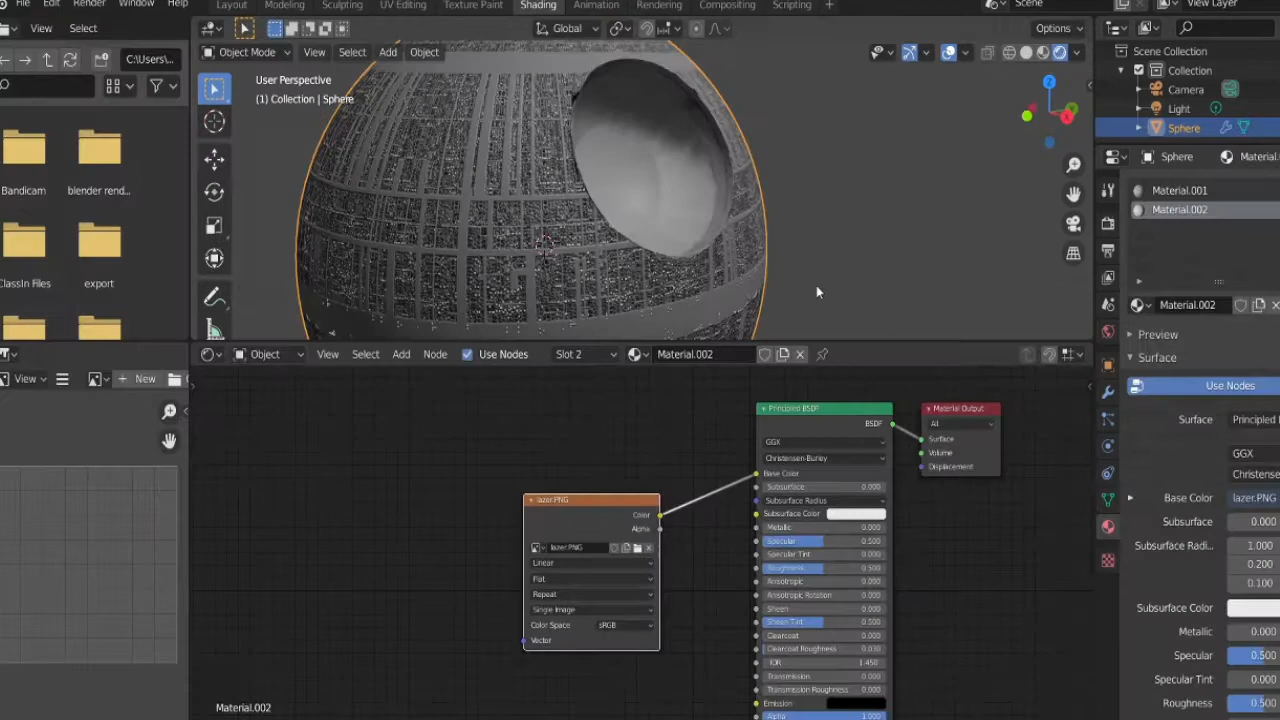 File Edit Render Window Help Layout Modeling Sculpting UV Editing Texture Paint Shading Animation Rendering Compositing Scripting Scene View Layer
View Select Global Options
C:\Users\... Object Mode View Select Add Object Scene Collection
User Perspective Collection
(1) Collection | Sphere Camera
Light
Sphere
Sphere Material.
Bandicam blender rend...
Material.001
Material.002
ClassIn Files export
Material.002
Preview
View New Object View Select Add Node Use Nodes Slot 2 Material.002 Surface
Use Nodes
Principled BSDF Material Output
BSDF All
Surface Principled
GGX Surface
Christensen-Burley Volume GGX
Base Color Displacement Christense
Subsurface 0.000
lazer.PNG Subsurface Radius Base Color lazer.PNG
Color Subsurface Color
Alpha Metallic 0.000 Subsurface 0.000
Specular 0.500
lazer.PNG Specular Tint 0.000 Subsurface Radi... 1.000
Linear Roughness 0.500 0.200
Flat Anisotropic 0.000 0.100
Repeat Anisotropic Rotation 0.000
Single Image Sheen 0.000 Subsurface Color
Color Space sRGB Sheen Tint 0.500
Vector Clearcoat 0.000 Metallic 0.000
Clearcoat Roughness 0.030
IOR 1.450 Specular 0.500
Transmission 0.000 Specular Tint 0.000
Transmission Roughness 0.000
Material.002 Emission Roughness 0.500
Alpha 1.000